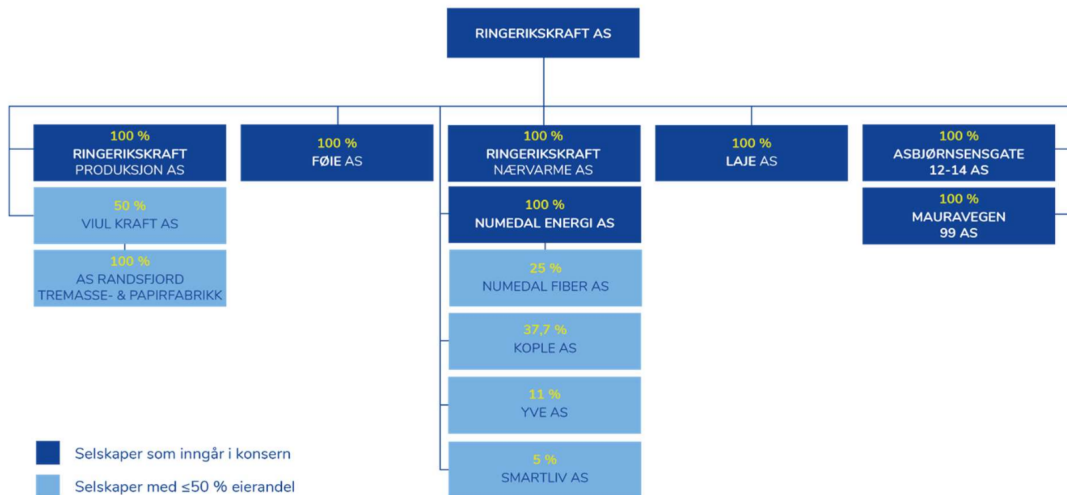 RINGERIKSKRAFT AS
100 %
RINGERIKSKRAFT
PRODUKSJON AS
50 %
VIUL KRAFT AS
100 %
AS RANDSFJORD
TREMASSE- & PAPIRFABRIKK
100 %
FØIE AS
100 %
RINGERIKSKRAFT
NÆRVARME AS
100 %
NUMEDAL ENERGI AS
25 %
NUMEDAL FIBER AS
37,7 %
KOPLE AS
11 %
YVE AS
5 %
SMARTLIV AS
100 %
LAJE AS
100 %
ASBJØRNSENSGATE
12-14 AS
100 %
MAURAVEGEN
99 AS
Selskaper som inngår i konsern
Selskaper med ≤50 % eierandel